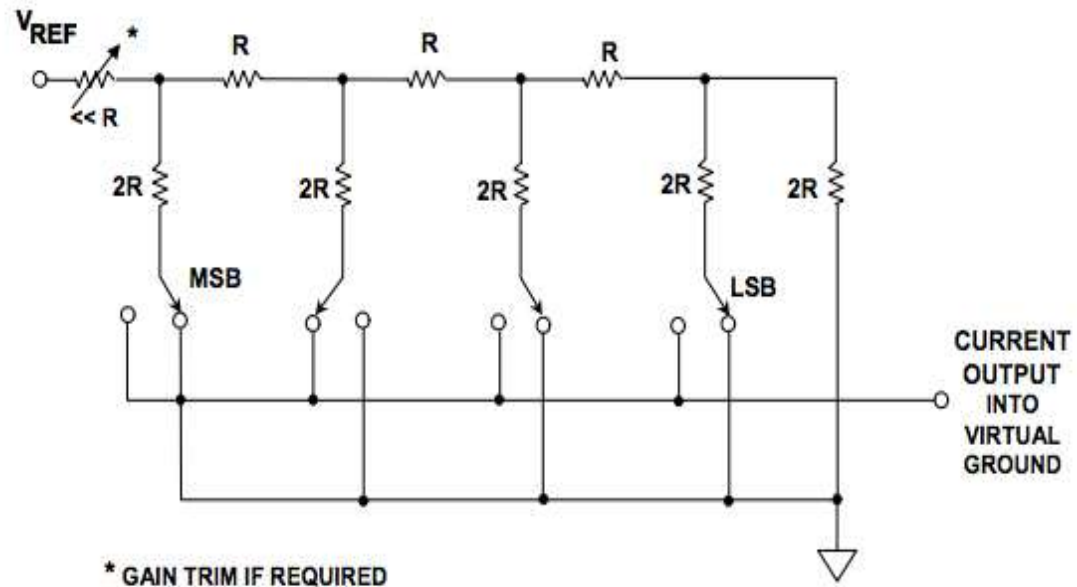 VREF
*
R
R
R
<< R
2R
2R
2R
2R
2R
MSB
LSB
CURRENT
OUTPUT
INTO
VIRTUAL
GROUND
* GAIN TRIM IF REQUIRED